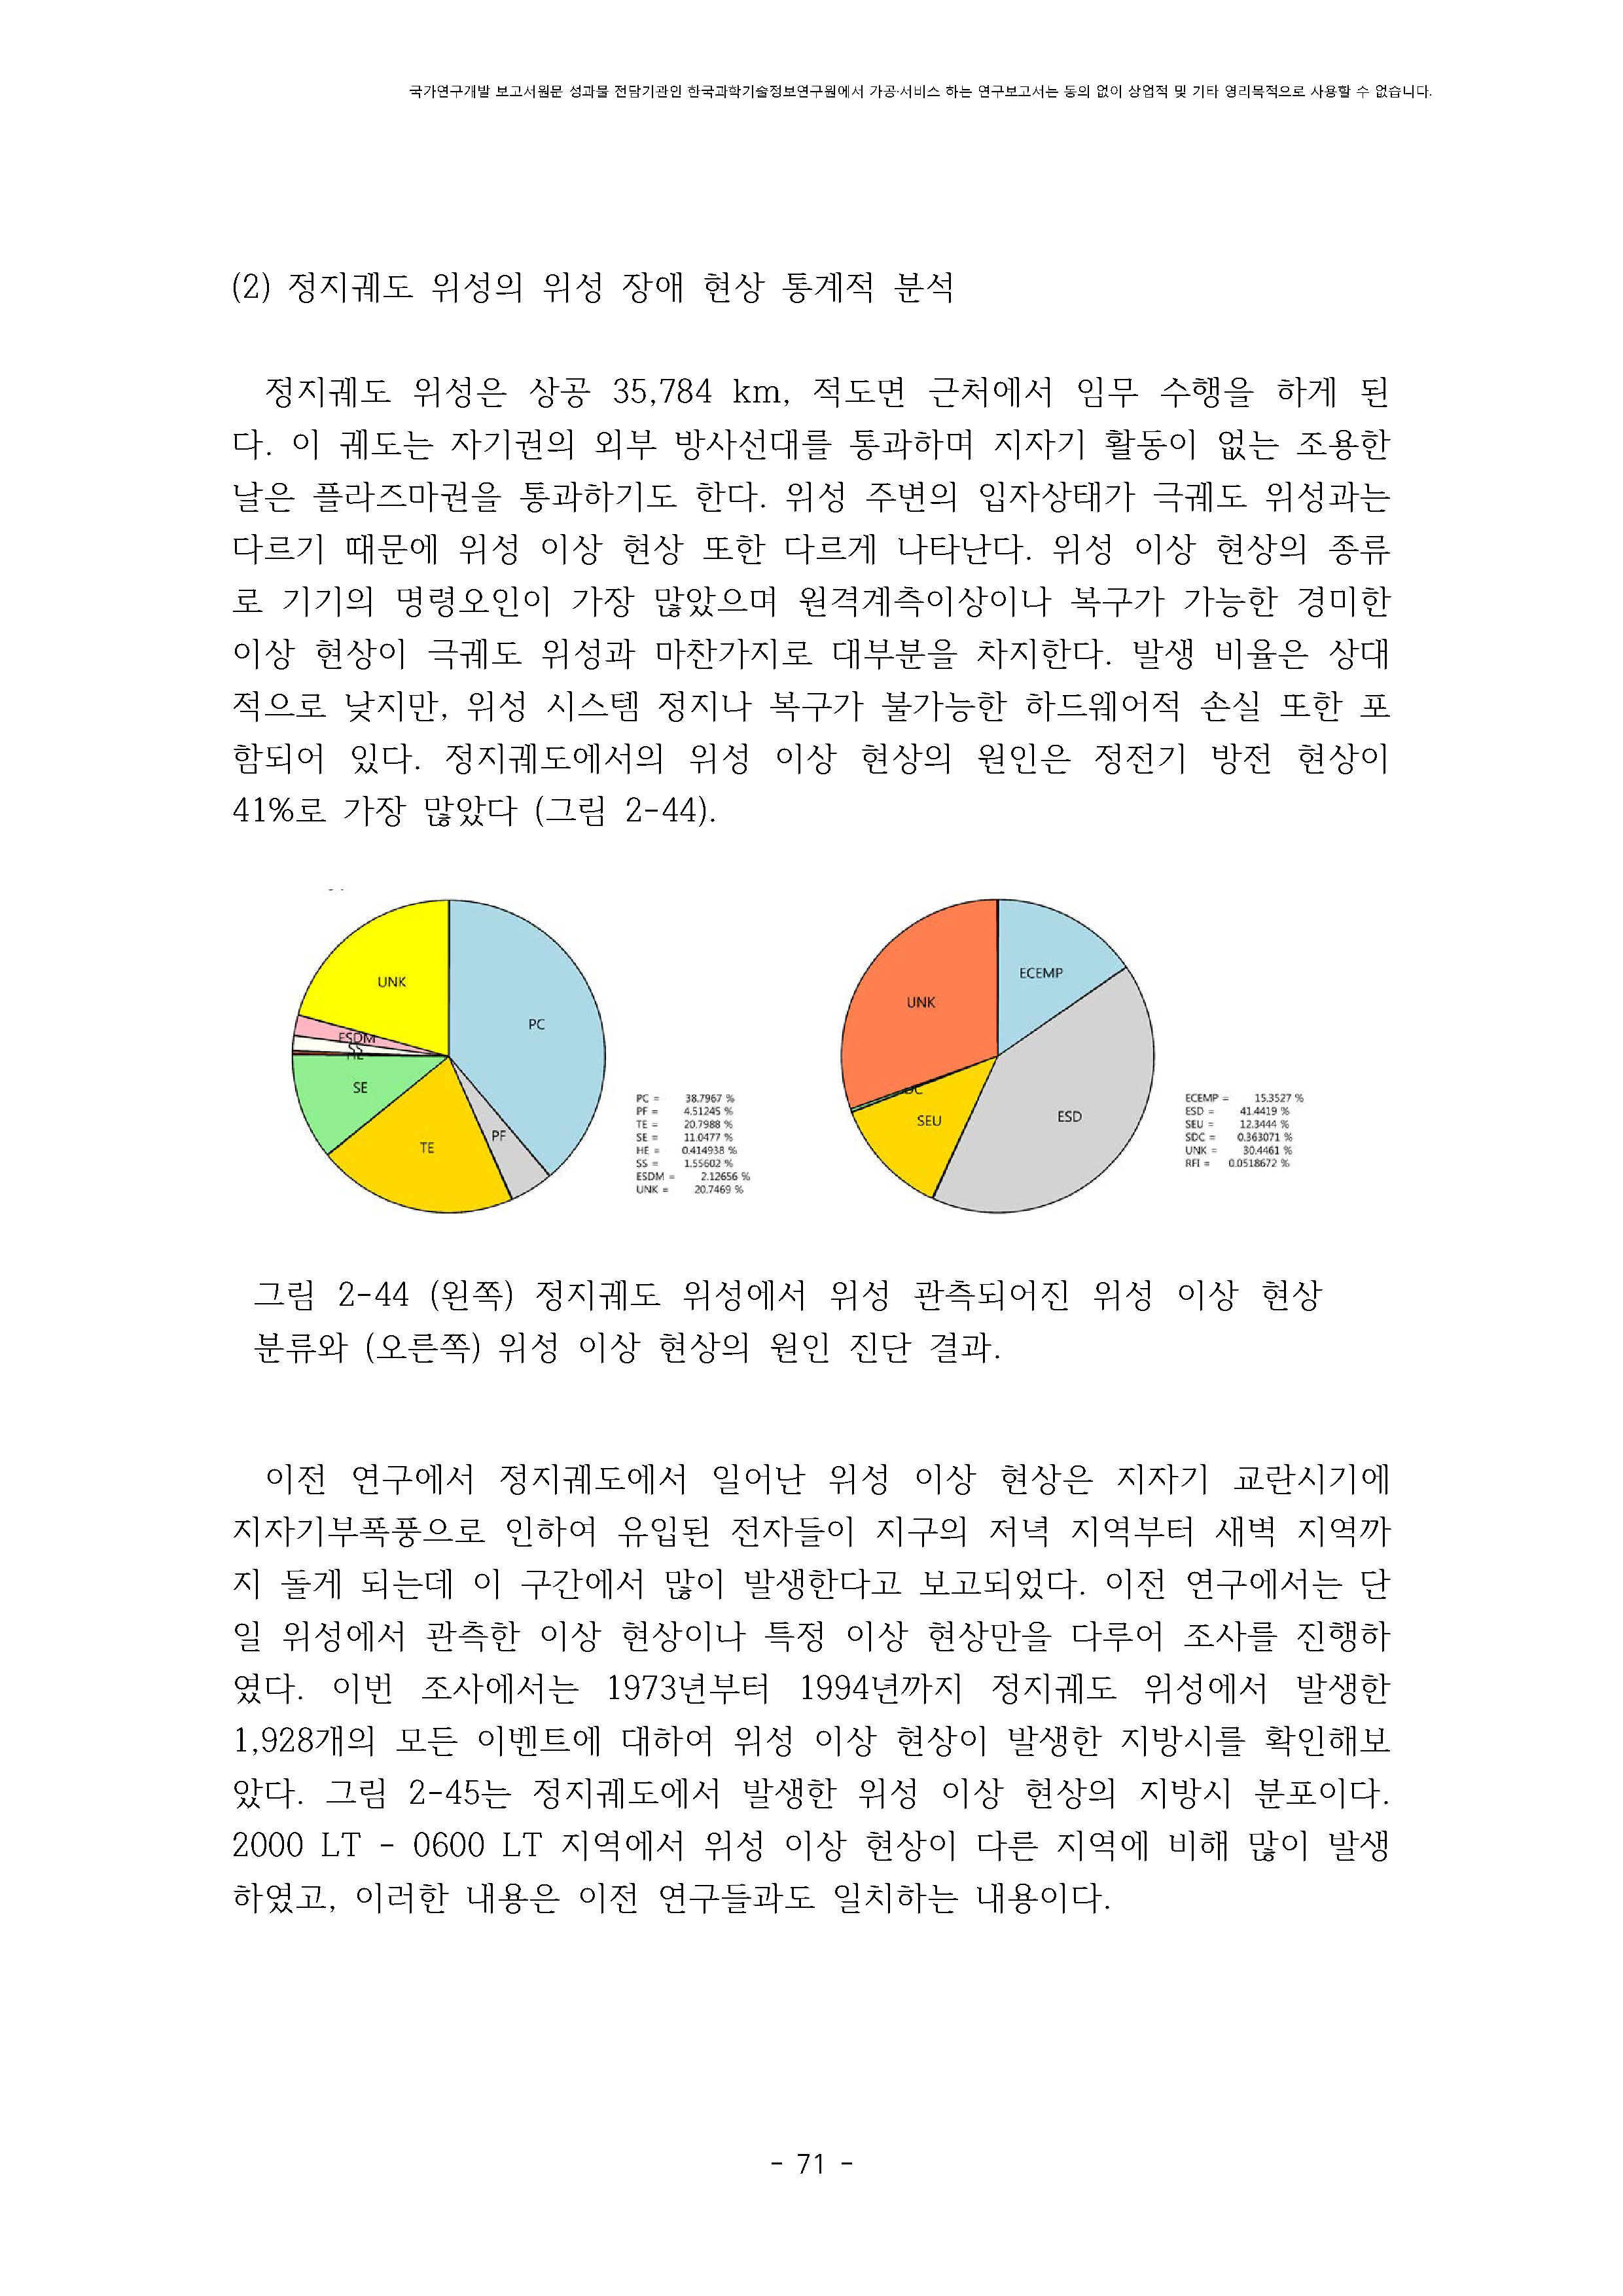 국가연구개발 보고서원문 성과물 전담기관인 한국과학기술정보연구원에서 가공·서비스 하는 연구보고서는 동의 없이 상업적 및 기타 영리목적으로 사용할 수 없습니다.
(2) 정지궤도 위성의 위성 장애 현상 통계적 분석
정지궤도 위성은 상공 35,784 km, 적도면 근처에서 임무 수행을 하게 된
다. 이 궤도는 자기권의 외부 방사선대를 통과하며 지자기 활동이 없는 조용한
날은 플라즈마권을 통과하기도 한다. 위성 주변의 입자상태가 극궤도 위성과는
다르기 때문에 위성 이상 현상 또한 다르게 나타난다. 위성 이상 현상의 종류
로 기기의 명령오인이 가장 많았으며 원격계측이상이나 복구가 가능한 경미한
이상 현상이 극궤도 위성과 마찬가지로 대부분을 차지한다. 발생 비율은 상대
적으로 낮지만, 위성 시스템 정지나 복구가 불가능한 하드웨어적 손실 또한 포
함되어 있다. 정지궤도에서의 위성 이상 현상의 원인은 정전기 방전 현상이
41%로 가장 많았다 (그림 2-44).
UNK
PC
ESDM
SS
HE
SE
TE
PF
PC = 38.7967 %
PF = 4.51245 %
TE = 20.7988 %
SE = 11.0477 %
HE = 0.414938 %
SS = 1.55602 %
ESDM = 2.12656 %
UNK = 20.7469 %
ECEMP
UNK
SEU
ESD
ECEMP = 15.3527 %
ESD = 41.4419 %
SEU = 12.3444 %
SDC = 0.363071 %
UNK = 30.4461 %
RFI = 0.0518672 %
그림 2-44 (왼쪽) 정지궤도 위성에서 위성 관측되어진 위성 이상 현상
분류와 (오른쪽) 위성 이상 현상의 원인 진단 결과.
이전 연구에서 정지궤도에서 일어난 위성 이상 현상은 지자기 교란시기에
지자기부폭풍으로 인하여 유입된 전자들이 지구의 저녁 지역부터 새벽 지역까
지 돌게 되는데 이 구간에서 많이 발생한다고 보고되었다. 이전 연구에서는 단
일 위성에서 관측한 이상 현상이나 특정 이상 현상만을 다루어 조사를 진행하
였다. 이번 조사에서는 1973년부터 1994년까지 정지궤도 위성에서 발생한
1,928개의 모든 이벤트에 대하여 위성 이상 현상이 발생한 지방시를 확인해보
았다. 그림 2-45는 정지궤도에서 발생한 위성 이상 현상의 지방시 분포이다.
2000 LT - 0600 LT 지역에서 위성 이상 현상이 다른 지역에 비해 많이 발생
하였고, 이러한 내용은 이전 연구들과도 일치하는 내용이다.
- 71 -